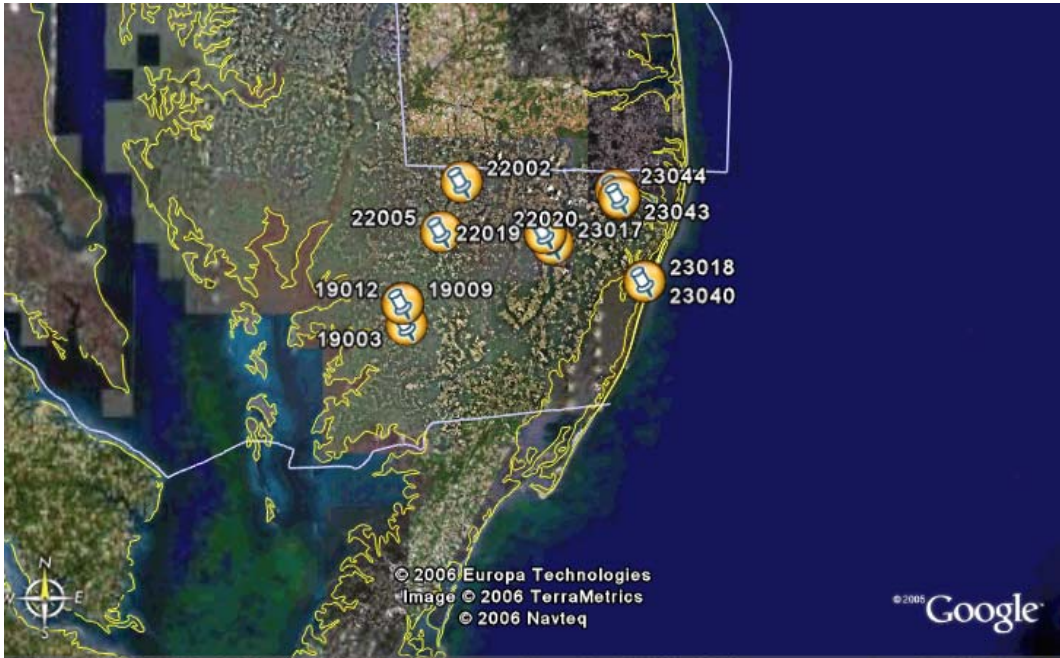 22002
23044
22005
22020
23043
22019
23017
23018
19012
19009
23040
19003
N
W
E
S
© 2006 Europa Technologies
Image © 2006 TerraMetrics
© 2006 Navteq
©2005 Google